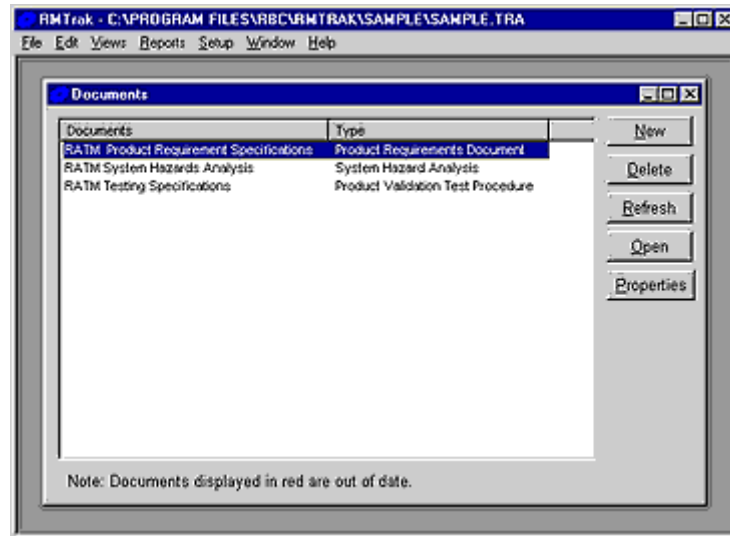 RMTrak - C:\PROGRAM FILES\RBC\RMTRAK\SAMPLE\SAMPLE.TRA
File Edit Views Reports Setup Window Help
Documents
Documents Type
RATM Product Requirement Specifications Product Requirements Document
RATM System Hazards Analysis System Hazard Analysis
RATM Testing Specifications Product Validation Test Procedure
New
Delete
Refresh
Open
Properties
Note: Documents displayed in red are out of date.